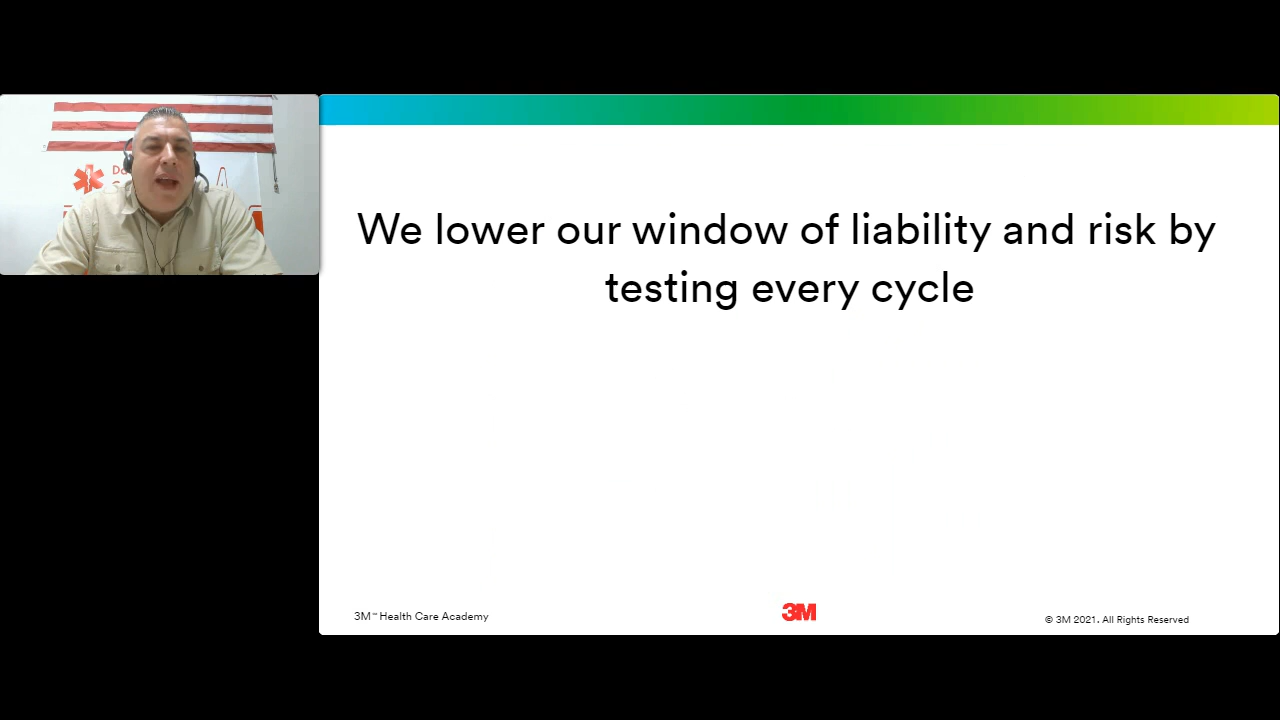 We lower our window of liability and risk by
testing every cycle
3M™ Health Care Academy
3M
© 3M 2021. All Rights Reserved